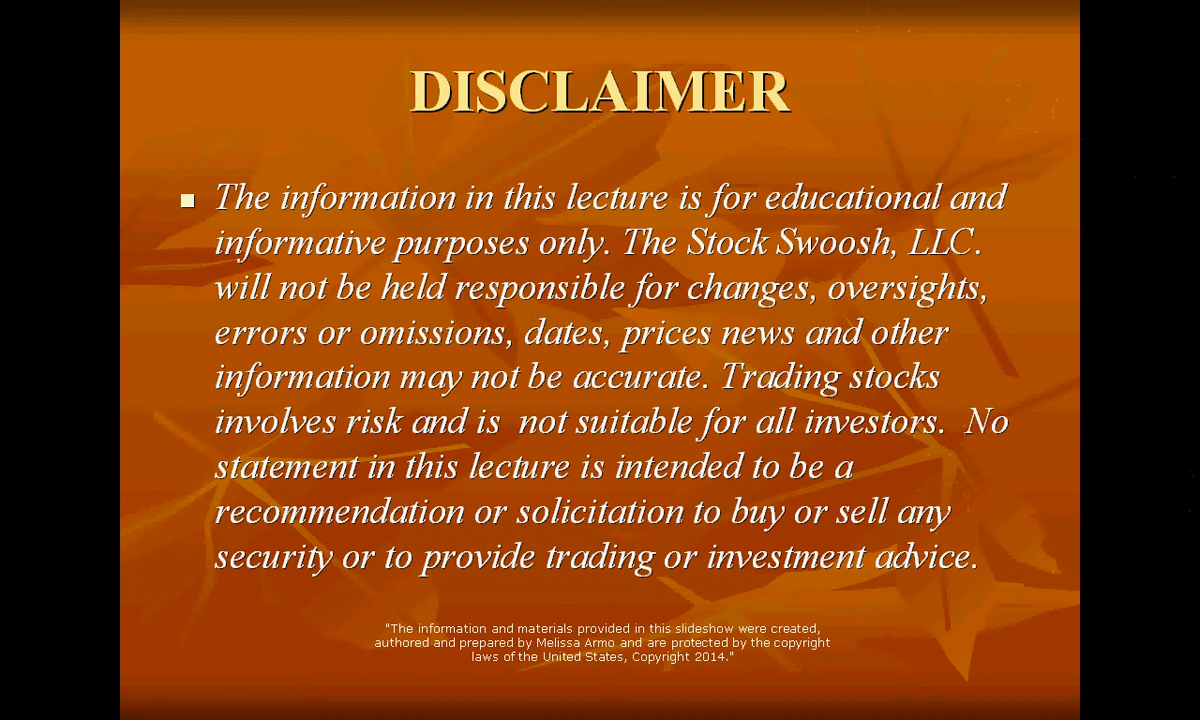 DISCLAIMER
The information in this lecture is for educational and
informative purposes only. The Stock Swoosh, LLC.
will not be held responsible for changes, oversights,
errors or omissions, dates, prices news and other
information may not be accurate. Trading stocks
involves risk and is  not suitable for all investors.  No
statement in this lecture is intended to be a
recommendation or solicitation to buy or sell any
security or to provide trading or investment advice.
"The information and materials provided in this slideshow were created,
authored and prepared by Melissa Armo and are protected by the copyright
laws of the United States, Copyright 2014."